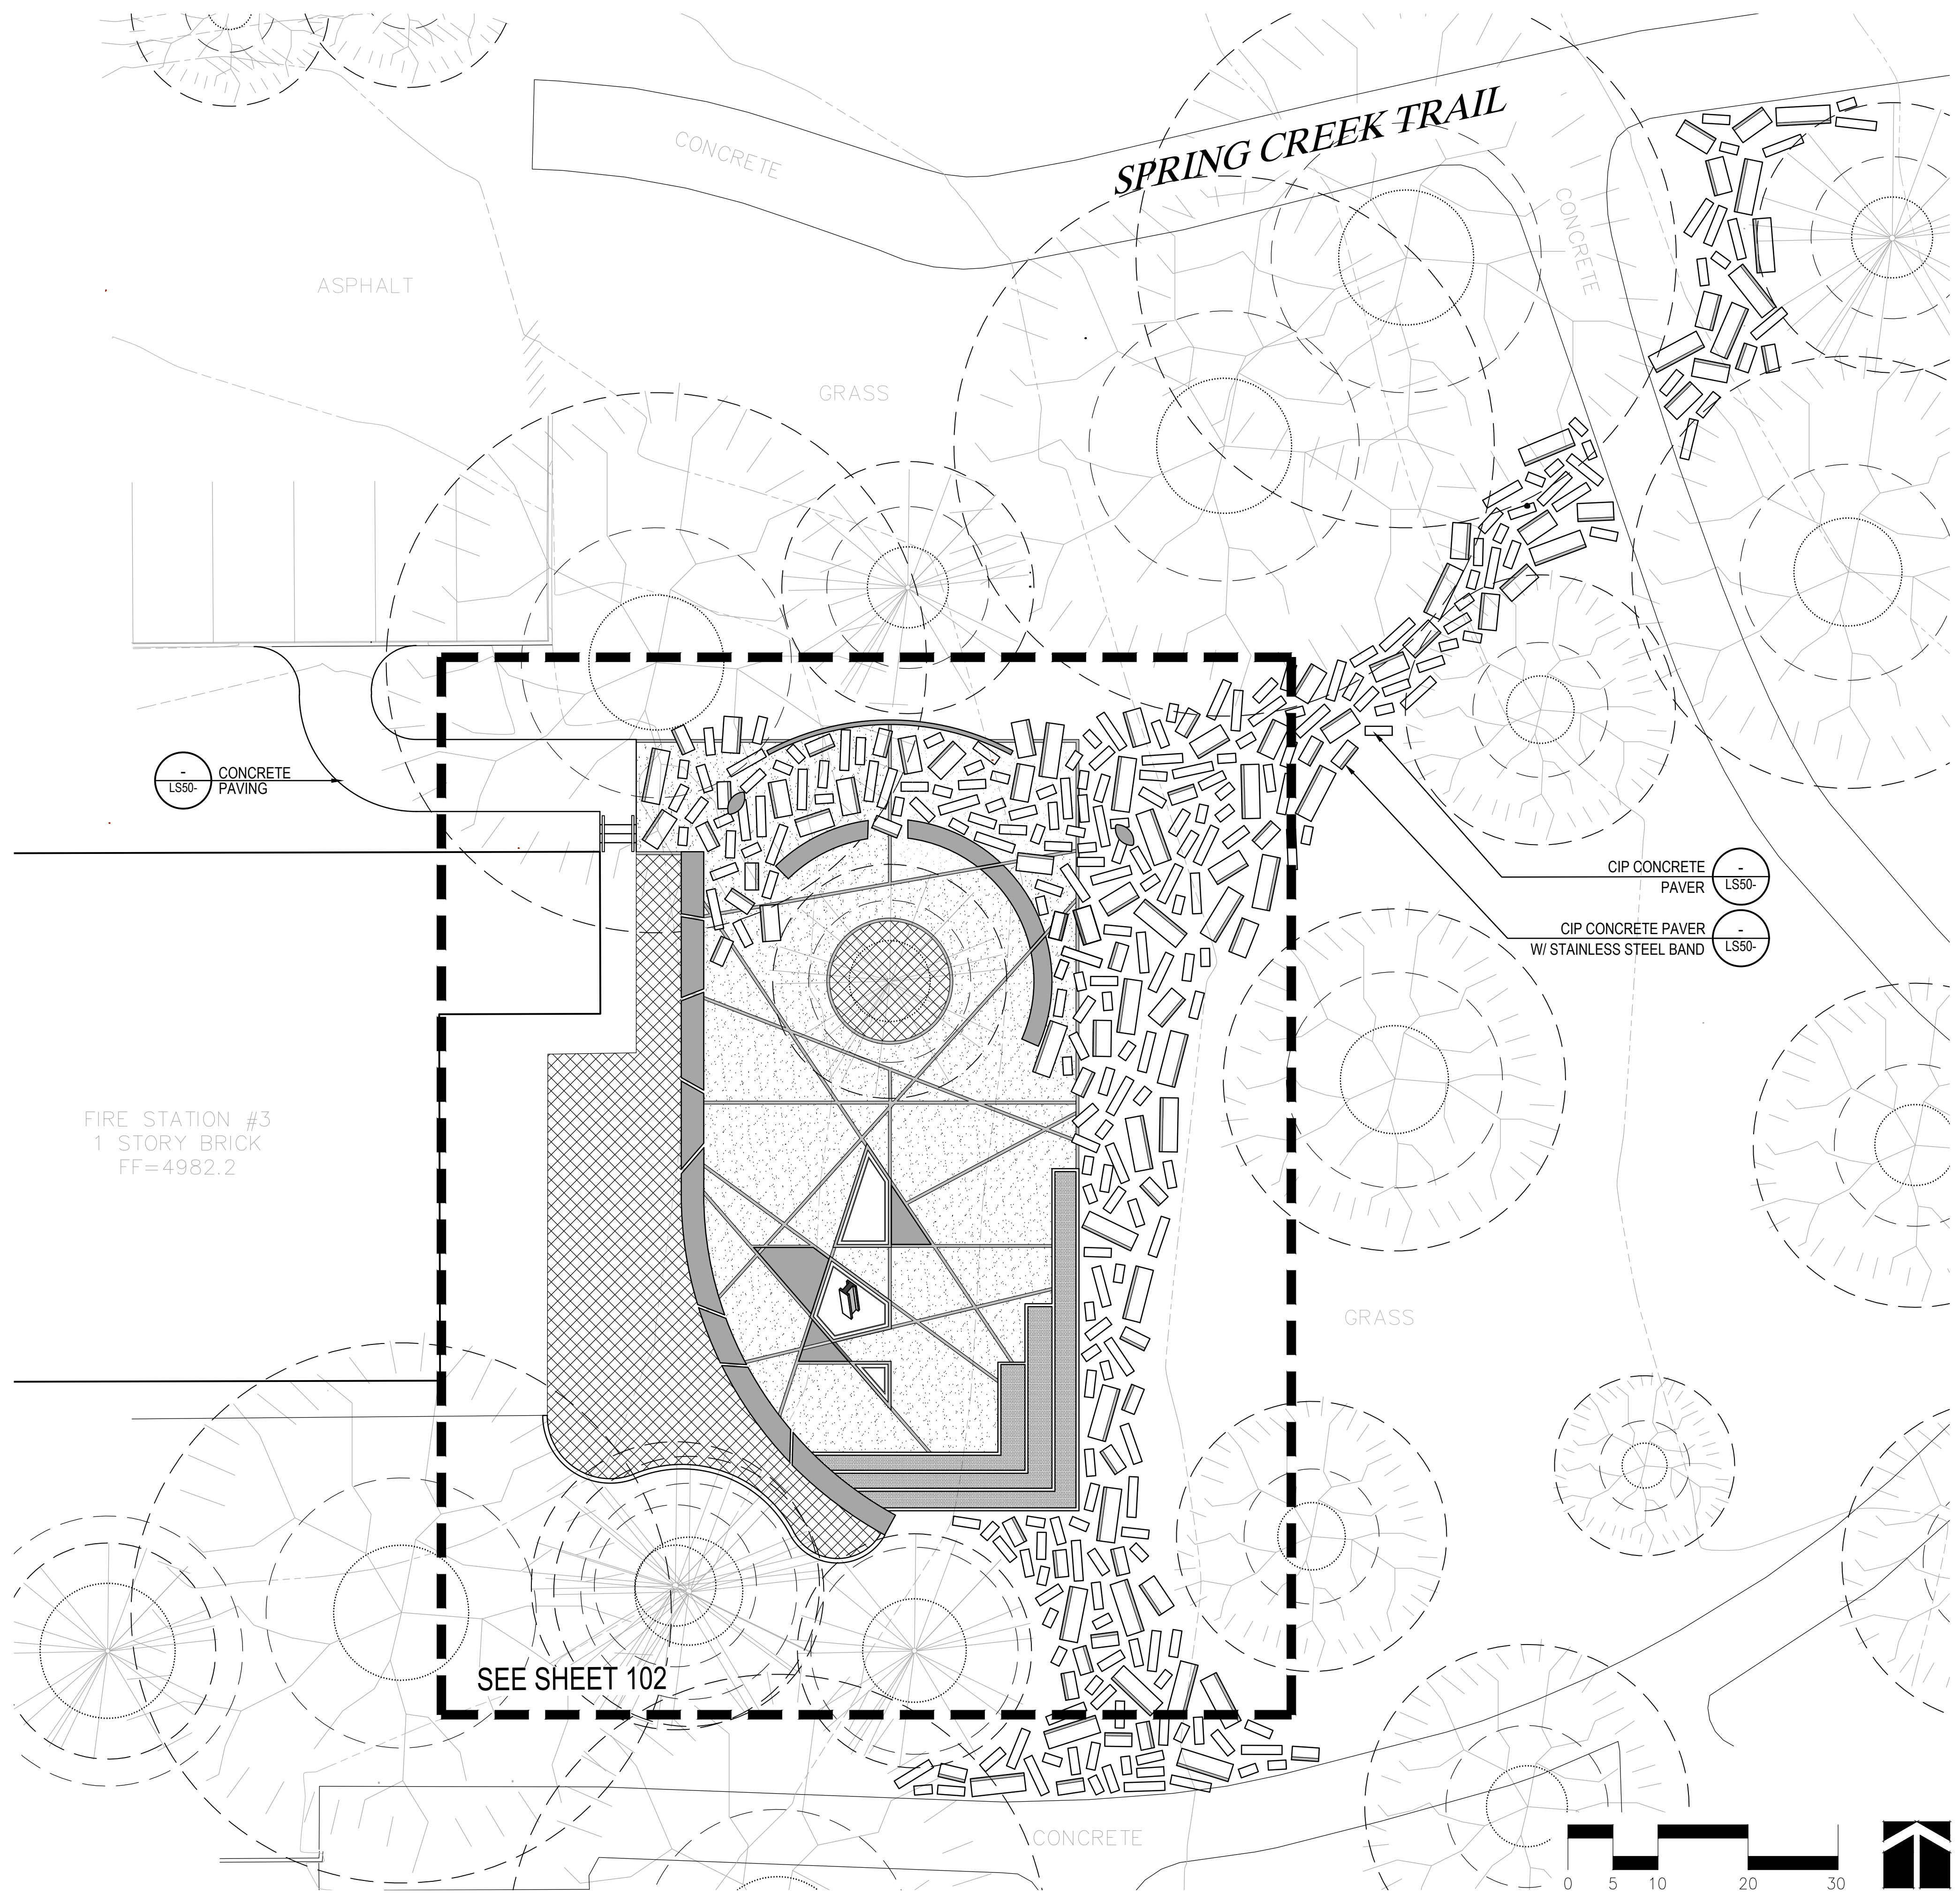 SPRING CREEK TRAIL
CONCRETE
CONCRETE
ASPHALT
GRASS
-
LS50-
CONCRETE
PAVING
CIP CONCRETE
PAVER
-
LS50-
CIP CONCRETE PAVER
W/ STAINLESS STEEL BAND
-
LS50-
FIRE STATION #3
1 STORY BRICK
FF=4982.2
GRASS
SEE SHEET 102
CONCRETE
0 5 10 20 30